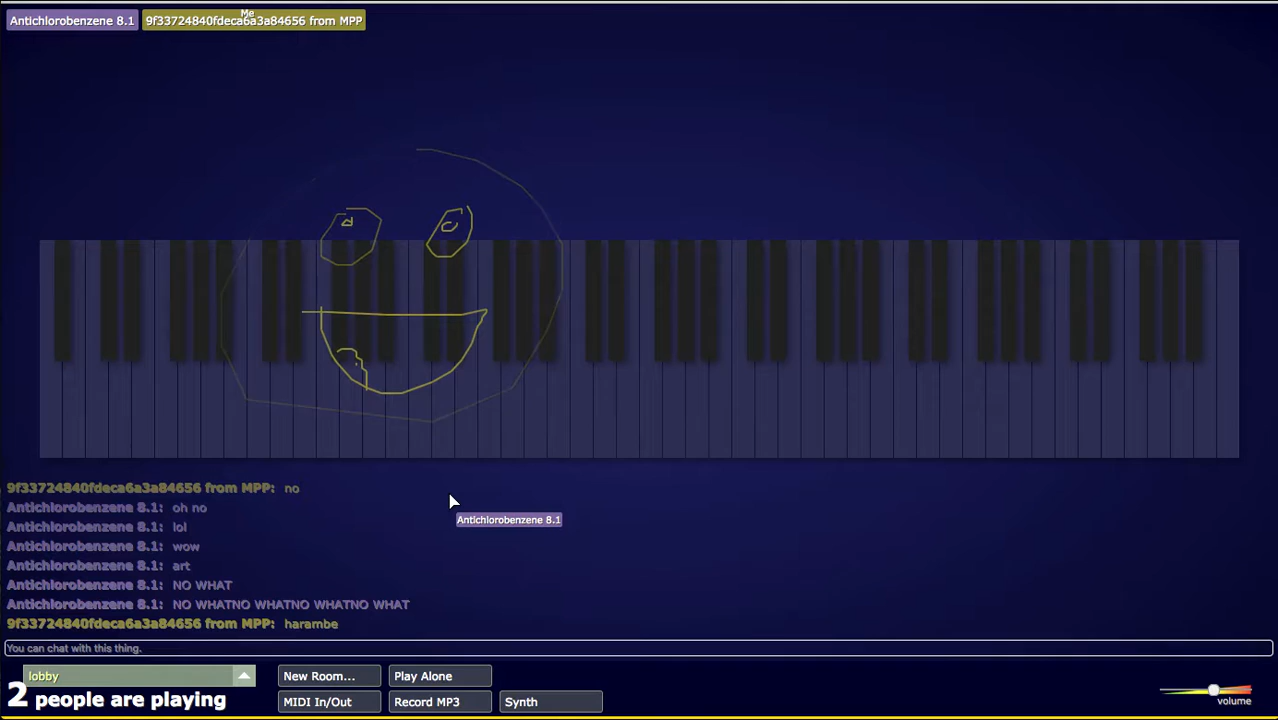 Antichlorobenzene 8.1
Me
9f33724840fdeca6a3a84656 from MPP
9f33724840fdeca6a3a84656 from MPP: no
Antichlorobenzene 8.1: oh no
Antichlorobenzene 8.1: lol
Antichlorobenzene 8.1: wow
Antichlorobenzene 8.1: art
Antichlorobenzene 8.1: NO WHAT
Antichlorobenzene 8.1: NO WHATNO WHATNO WHATNO WHAT
9f33724840fdeca6a3a84656 from MPP: harambe
Antichlorobenzene 8.1
You can chat with this thing.
lobby
New Room...
Play Alone
2 people are playing
MIDI In/Out
Record MP3
Synth
volume